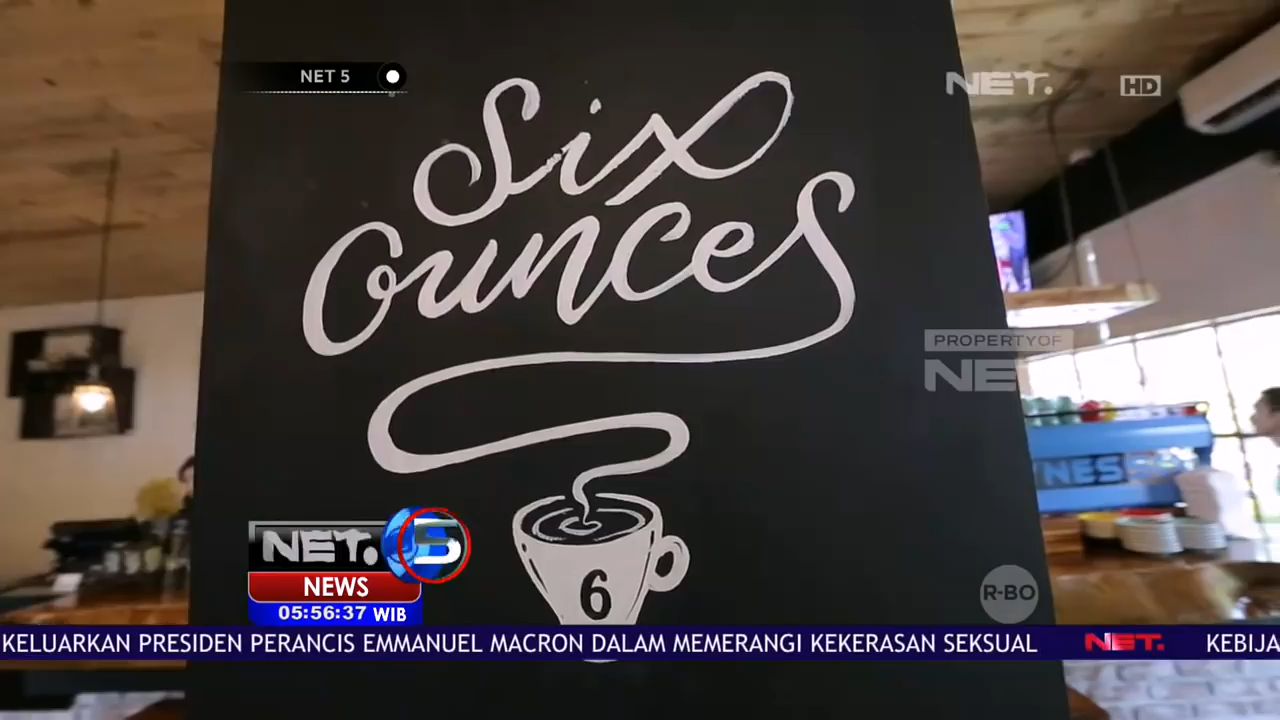 NET 5
NET.
HD
Six
Ounces
PROPERTY OF
NET
NES
6
NET. 5
NEWS
05:56:37 WIB
R-BO
KELUARKAN PRESIDEN PERANCIS EMMANUEL MACRON DALAM MEMERANGI KEKERASAN SEKSUAL NET. KEBIJA